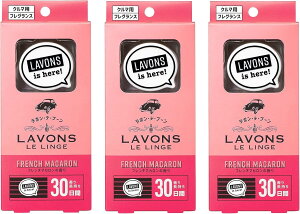 クルマ用
フレグランス
LAVONS
is here!
ラボン・デ・ブーン
LAVONS
LE LINGE
FRENCH MACARON
フレンチマカロンの香り
30
日間
クルマ用
フレグランス
LAVONS
is here!
ラボン・デ・ブーン
LAVONS
LE LINGE
FRENCH MACARON
フレンチマカロンの香り
30
日間
クルマ用
フレグランス
LAVONS
is here!
ラボン・デ・ブーン
LAVONS
LE LINGE
FRENCH MACARON
フレンチマカロンの香り
30
日間